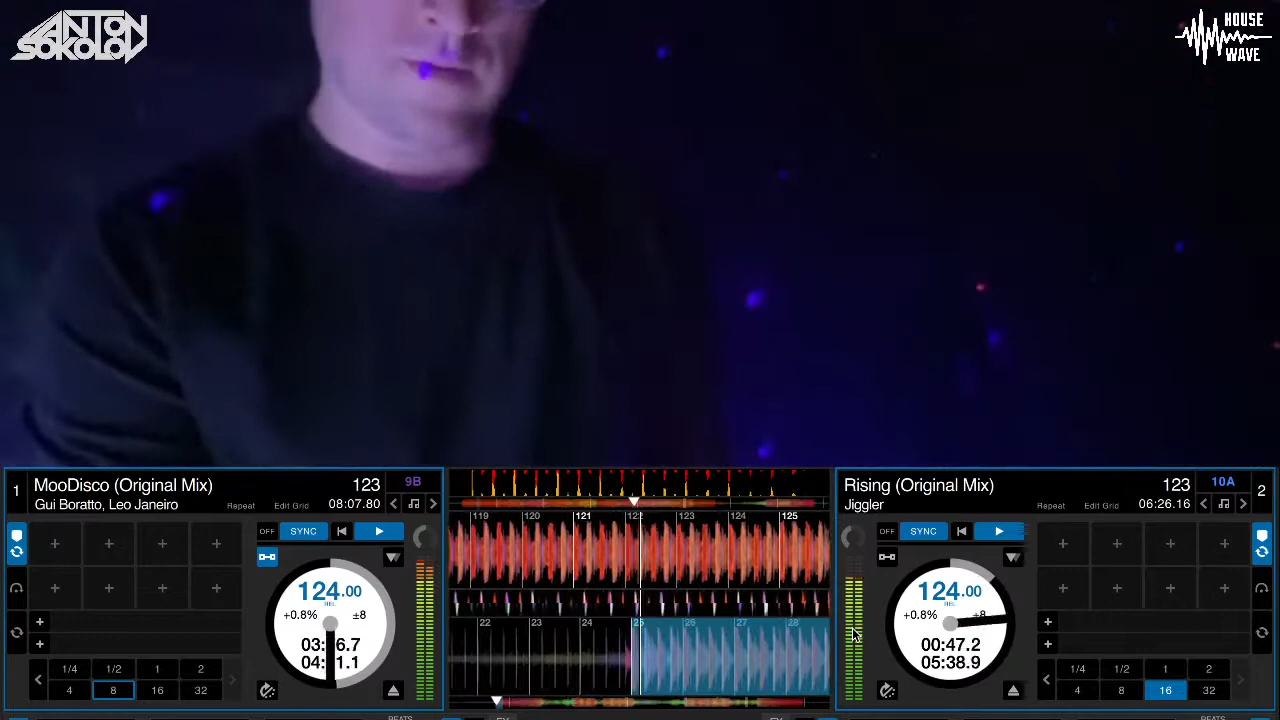 ANTON
SOKOLOV
HOUSE
WAVE
1
MooDisco (Original Mix)
123
9B
Gui Boratto, Leo Janeiro
Repeat
Edit Grid
08:07.80
OFF
SYNC
124.00
REL
+0.8%
±8
1/4
1/2
1
2
4
8
16
32
119
120
121
123
124
125
22
23
24
26
27
28
Rising (Original Mix)
123
10A
2
Jiggler
Repeat
Edit Grid
06:26.16
OFF
SYNC
124.00
REL
+0.8%
±8
00:47.2
05:38.9
1/4
1/2
1
2
4
16
32